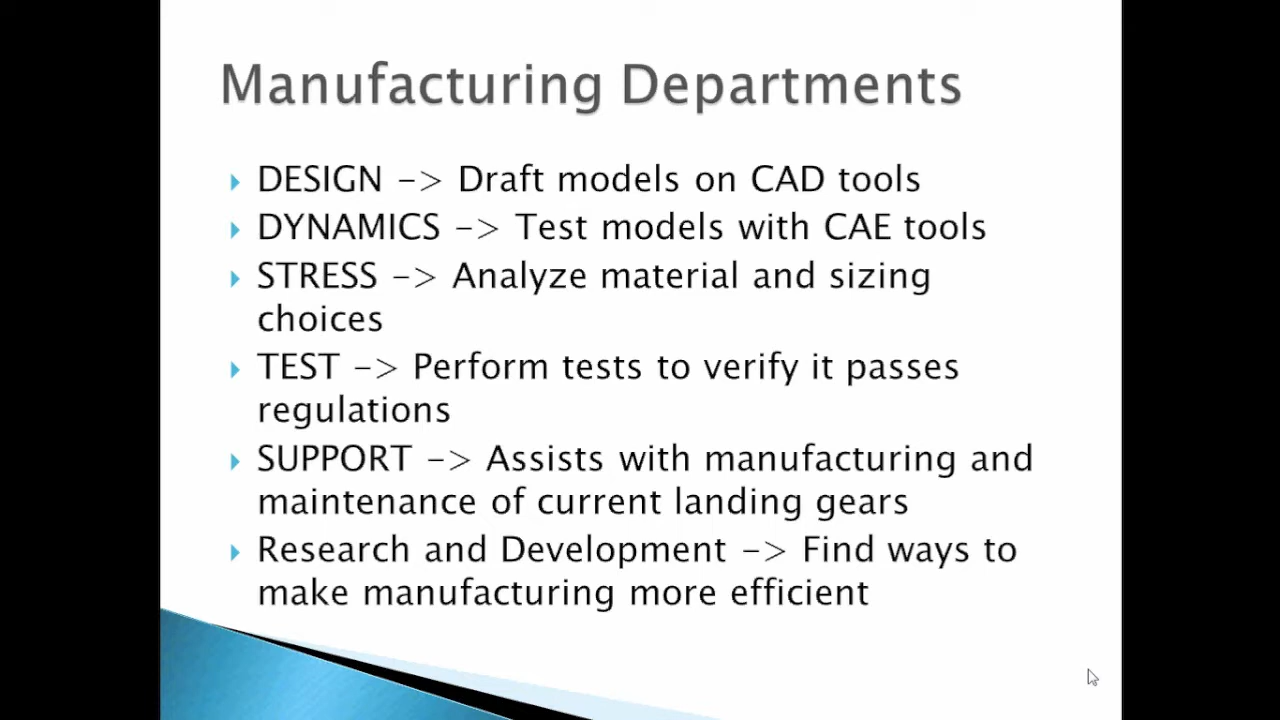 Manufacturing Departments
DESIGN -> Draft models on CAD tools
DYNAMICS -> Test models with CAE tools
STRESS -> Analyze material and sizing
choices
TEST -> Perform tests to verify it passes
regulations
SUPPORT -> Assists with manufacturing and
maintenance of current landing gears
Research and Development -> Find ways to
make manufacturing more efficient